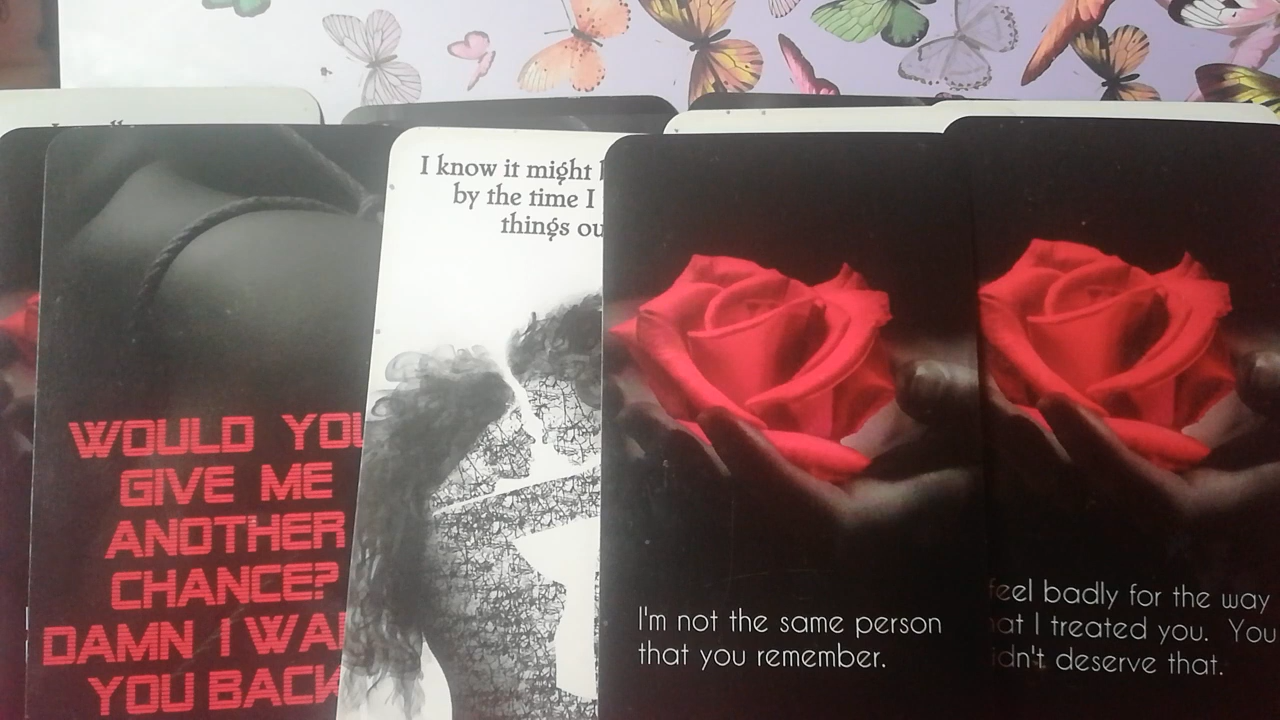 WOULD YOU
GIVE ME
ANOTHER
CHANCE?
DAMN I WA
YOU BACK
I know it might
by the time I
things ou
I'm not the same person
that you remember.
feel badly for the way
at I treated you. You
idn't deserve that.